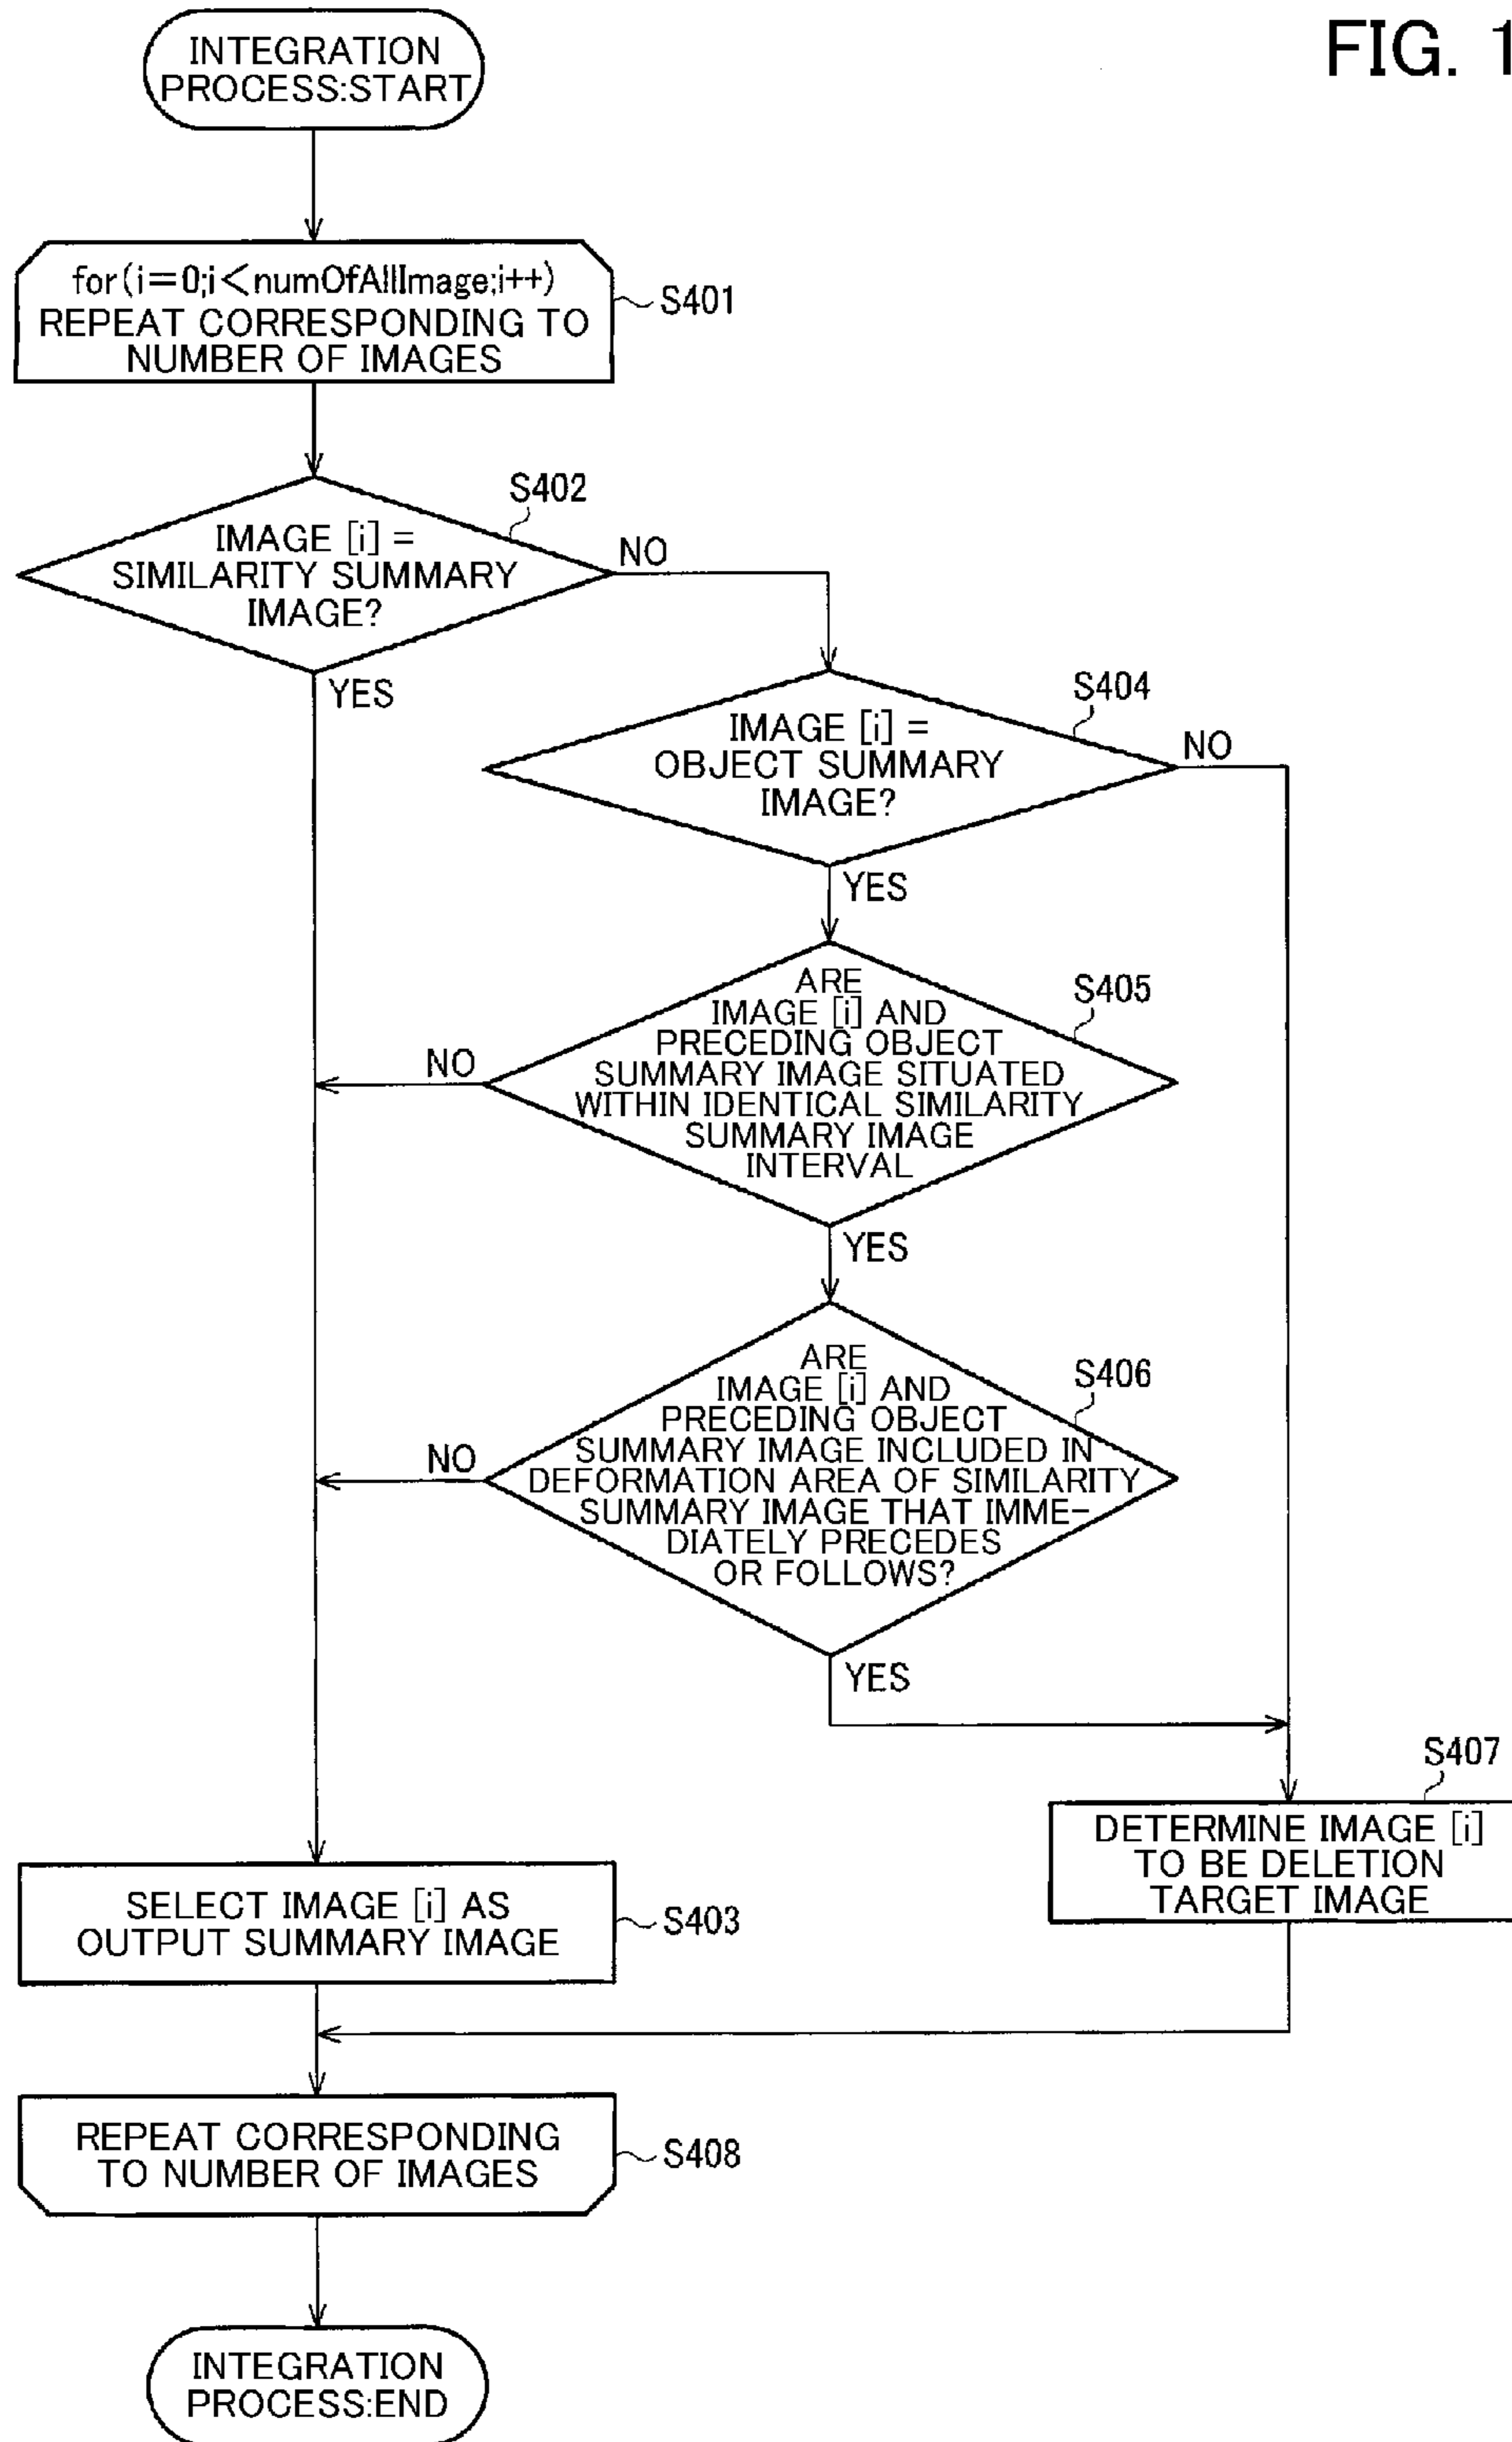 FIG. 1
INTEGRATION
PROCESS:START
for(i=0;i<numOfAllImage;i++)
REPEAT CORRESPONDING TO
NUMBER OF IMAGES
S401
S402
IMAGE [i] =
SIMILARITY SUMMARY
IMAGE?
NO
YES
S404
IMAGE [i] =
OBJECT SUMMARY
IMAGE?
NO
YES
S405
ARE
IMAGE [i] AND
PRECEDING OBJECT
SUMMARY IMAGE SITUATED
WITHIN IDENTICAL SIMILARITY
SUMMARY IMAGE
INTERVAL
NO
YES
S406
ARE
IMAGE [i] AND
PRECEDING OBJECT
SUMMARY IMAGE INCLUDED IN
DEFORMATION AREA OF SIMILARITY
SUMMARY IMAGE THAT IMME-
DIATELY PRECEDES
OR FOLLOWS?
NO
YES
S407
DETERMINE IMAGE [i]
TO BE DELETION
TARGET IMAGE
SELECT IMAGE [i] AS
OUTPUT SUMMARY IMAGE
S403
REPEAT CORRESPONDING
TO NUMBER OF IMAGES
S408
INTEGRATION
PROCESS:END